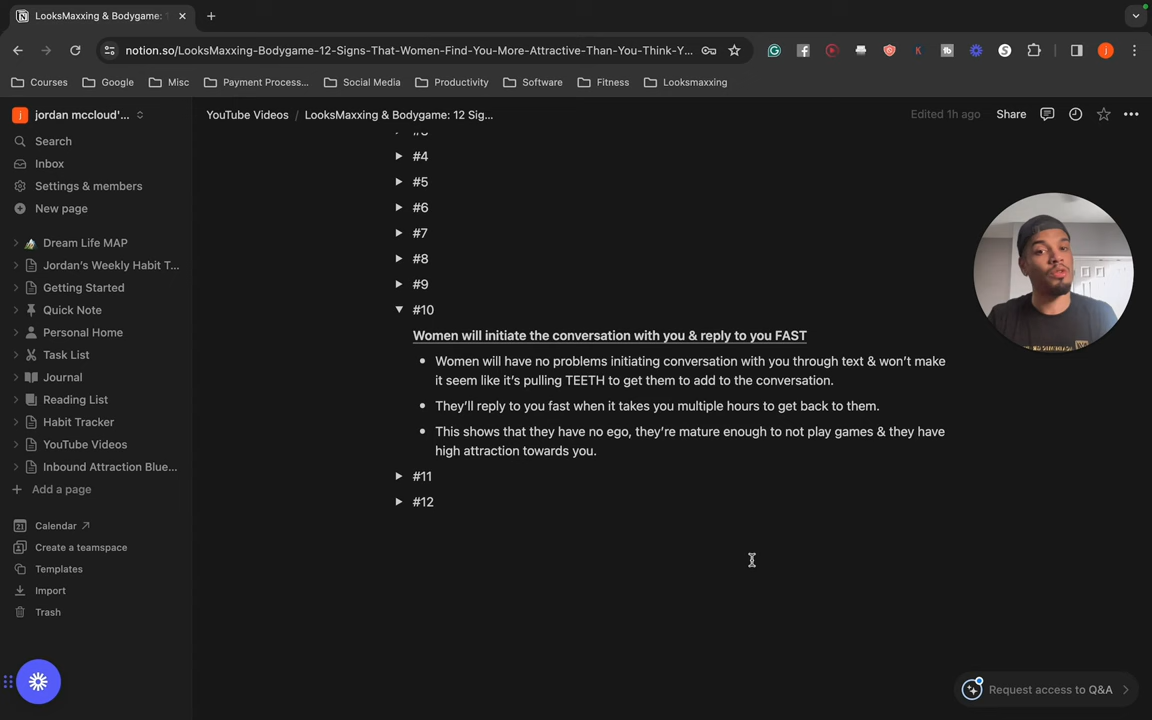 LooksMaxxing & Bodygame:
notion.so/LooksMaxxing-Bodygame-12-Signs-That-Women-Find-You-More-Attractive-Than-You-Think-Y...
Courses Google Misc Payment Process... Social Media Productivity Software Fitness Looksmaxxing
jordan mccloud'...
YouTube Videos / LooksMaxxing & Bodygame: 12 Sig...
Edited 1h ago Share
Search
Inbox
Settings & members
New page
Dream Life MAP
Jordan's Weekly Habit T...
Getting Started
Quick Note
Personal Home
Task List
Journal
Reading List
Habit Tracker
YouTube Videos
Inbound Attraction Blue...
Add a page
Calendar ↗
Create a teamspace
Templates
Import
Trash
#4
#5
#6
#7
#8
#9
#10
Women will initiate the conversation with you & reply to you FAST
• Women will have no problems initiating conversation with you through text & won't make
it seem like it's pulling TEETH to get them to add to the conversation.
• They'll reply to you fast when it takes you multiple hours to get back to them.
• This shows that they have no ego, they're mature enough to not play games & they have
high attraction towards you.
#11
#12
Request access to Q&A